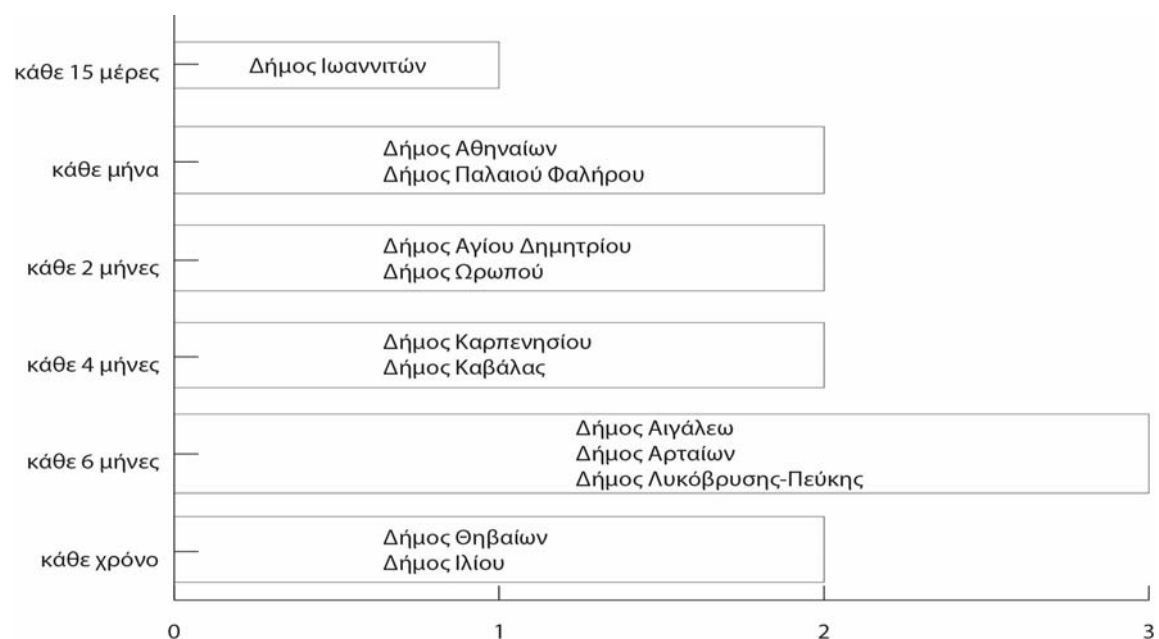 κάθε 15 μέρες
Δήμος Ιωαννιτών
κάθε μήνα
Δήμος Αθηναίων
Δήμος Παλαιού Φαλήρου
κάθε 2 μήνες
Δήμος Αγίου Δημητρίου
Δήμος Ωρωπού
κάθε 4 μήνες
Δήμος Καρπενησίου
Δήμος Καβάλας
κάθε 6 μήνες
Δήμος Αιγάλεω
Δήμος Αρταίων
Δήμος Λυκόβρυσης-Πεύκης
κάθε χρόνο
Δήμος Θηβαίων
Δήμος Ιλίου
0 1 2 3